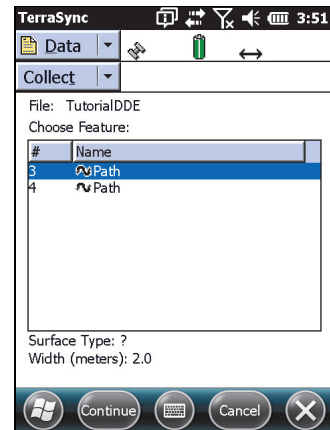 TerraSync 3:51
Data
Collect
File: TutorialDDE
Choose Feature:
# Name
3 Path
4 Path
Surface Type: ?
Width (meters): 2.0
Continue Cancel